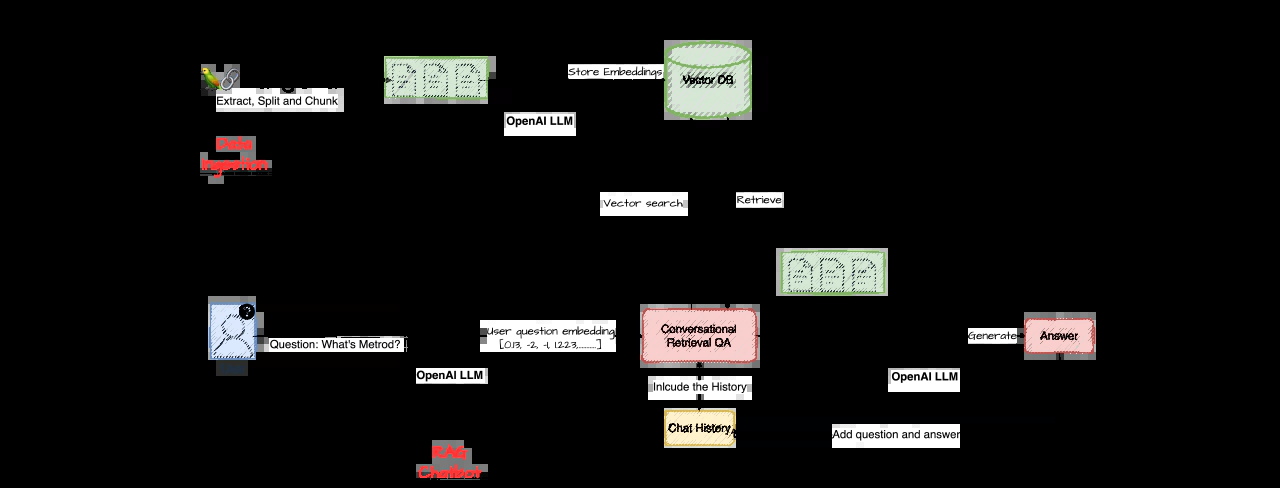 Store Embeddings
Vector DB
Extract, Split and Chunk
OpenAI LLM
Data
Ingestion
Vector search
Retrieve
?
Question: What's Metrod?
User question embedding
[0.13, -2, -1, 1.223,.........]
Conversational
Retrieval QA
Generate
Answer
OpenAI LLM
OpenAI LLM
Inlcude the History
Chat History
Add question and answer
RAG
Chatbot